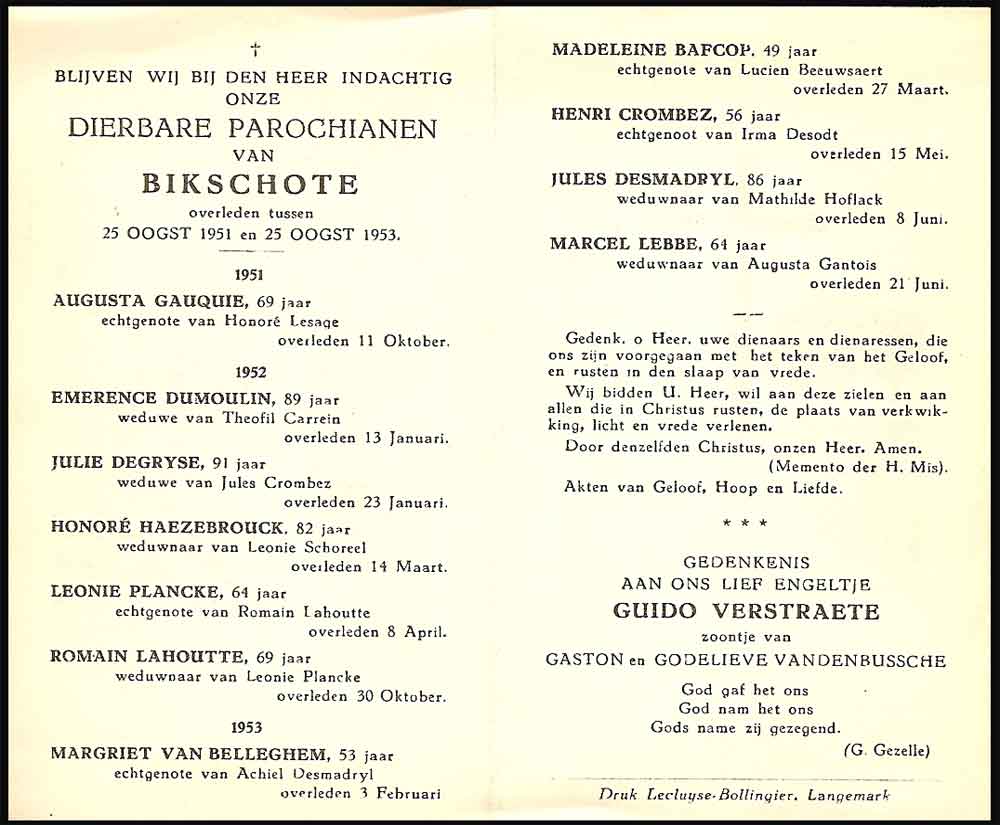 †
BLIJVEN WIJ BIJ DEN HEER INDACHTIG
ONZE
DIERBARE PAROCHIANEN
VAN
BIKSCHOTE
overleden tussen
25 OOGST 1951 en 25 OOGST 1953.
1951
AUGUSTA GAUQUIE, 69 jaar
echtgenote van Honoré Lesage
overleden 11 Oktober.
1952
EMERENCE DUMOULIN, 89 jaar
weduwe van Theofil Carrein
overleden 13 Januari.
JULIE DEGRYSE, 91 jaar
weduwe van Jules Crombez
overleden 23 Januari.
HONORÉ HAEZEBROUCK, 82 jaar
weduwnaar van Leonie Schoreel
overleden 14 Maart.
LEONIE PLANCKE, 64 jaar
echtgenote van Romain Lahoutte
overleden 8 April.
ROMAIN LAHOUTTE, 69 jaar
weduwnaar van Leonie Plancke
overleden 30 Oktober.
1953
MARGRIET VAN BELLEGHEM, 53 jaar
echtgenote van Achiel Desmadryl
overleden 3 Februari
MADELEINE BAFCOP, 49 jaar
echtgenote van Lucien Beeuwsaert
overleden 27 Maart.
HENRI CROMBEZ, 56 jaar
echtgenoot van Irma Desodt
overleden 15 Mei.
JULES DESMADRYL, 86 jaar
weduwnaar van Mathilde Hoflack
overleden 8 Juni.
MARCEL LEBBE, 64 jaar
weduwnaar van Augusta Gantois
overleden 21 Juni.
Gedenk, o Heer, uwe dienaars en dienaressen, die
ons zijn voorgegaan met het teken van het Geloof,
en rusten in den slaap van vrede.
Wij bidden U, Heer, wil aan deze zielen en aan
allen die in Christus rusten, de plaats van verkwik-
king, licht en vrede verlenen.
Door denzelfden Christus, onzen Heer. Amen.
(Memento der H. Mis).
Akten van Geloof, Hoop en Liefde.
* * *
GEDENKENIS
AAN ONS LIEF ENGELTJE
GUIDO VERSTRAETE
zoontje van
GASTON en GODELIEVE VANDENBUSSCHE
God gaf het ons
God nam het ons
Gods name zij gezegend.
(G. Gezelle)
Druk Lecluyse-Bollingier, Langemark